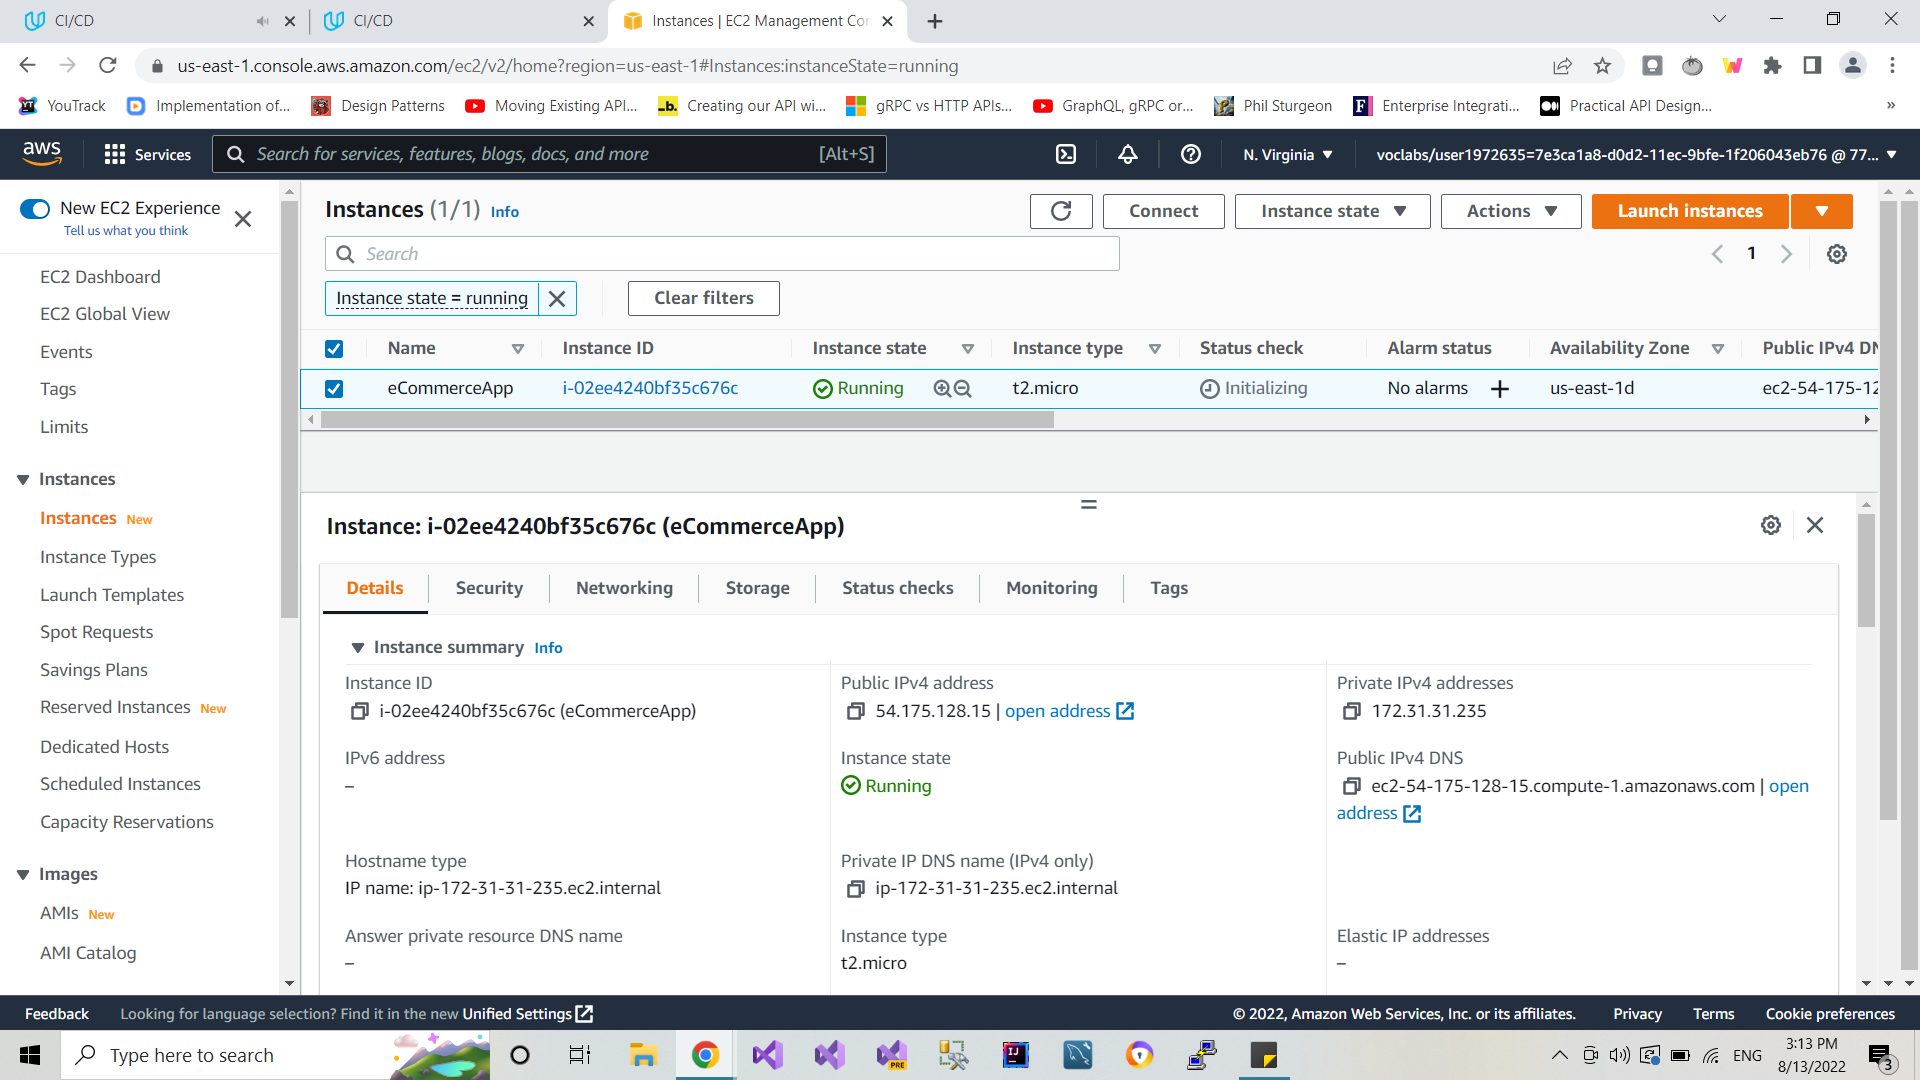 CI/CD
CI/CD
Instances | EC2 Management Co
us-east-1.console.aws.amazon.com/ec2/v2/home?region=us-east-1#Instances:instanceState=running
YouTrack
Implementation of...
Design Patterns
Moving Existing API...
Creating our API wi...
gRPC vs HTTP APIs...
GraphQL, gRPC or...
Phil Sturgeon
Enterprise Integrati...
Practical API Design...
»
aws
Services
Search for services, features, blogs, docs, and more
[Alt+S]
N. Virginia
voclabs/user1972635=7e3ca1a8-d0d2-11ec-9bfe-1f206043eb76 @ 77...
New EC2 Experience
Tell us what you think
EC2 Dashboard
EC2 Global View
Events
Tags
Limits
Instances
Instances New
Instance Types
Launch Templates
Spot Requests
Savings Plans
Reserved Instances New
Dedicated Hosts
Scheduled Instances
Capacity Reservations
Images
AMIs New
AMI Catalog
Instances (1/1) Info
Connect
Instance state
Actions
Launch instances
Search
1
Instance state = running
Clear filters
Name
Instance ID
Instance state
Instance type
Status check
Alarm status
Availability Zone
Public IPv4 DN
eCommerceApp
i-02ee4240bf35c676c
Running
t2.micro
Initializing
No alarms
us-east-1d
ec2-54-175-12
Instance: i-02ee4240bf35c676c (eCommerceApp)
Details
Security
Networking
Storage
Status checks
Monitoring
Tags
Instance summary Info
Instance ID
i-02ee4240bf35c676c (eCommerceApp)
Public IPv4 address
54.175.128.15 | open address
Private IPv4 addresses
172.31.31.235
IPv6 address
–
Instance state
Running
Public IPv4 DNS
ec2-54-175-128-15.compute-1.amazonaws.com | open
address
Hostname type
IP name: ip-172-31-31-235.ec2.internal
Private IP DNS name (IPv4 only)
ip-172-31-31-235.ec2.internal
Answer private resource DNS name
–
Instance type
t2.micro
Elastic IP addresses
–
Feedback
Looking for language selection? Find it in the new Unified Settings
© 2022, Amazon Web Services, Inc. or its affiliates.
Privacy
Terms
Cookie preferences
Type here to search
PRE
IJ
ENG
3:13 PM
8/13/2022
3